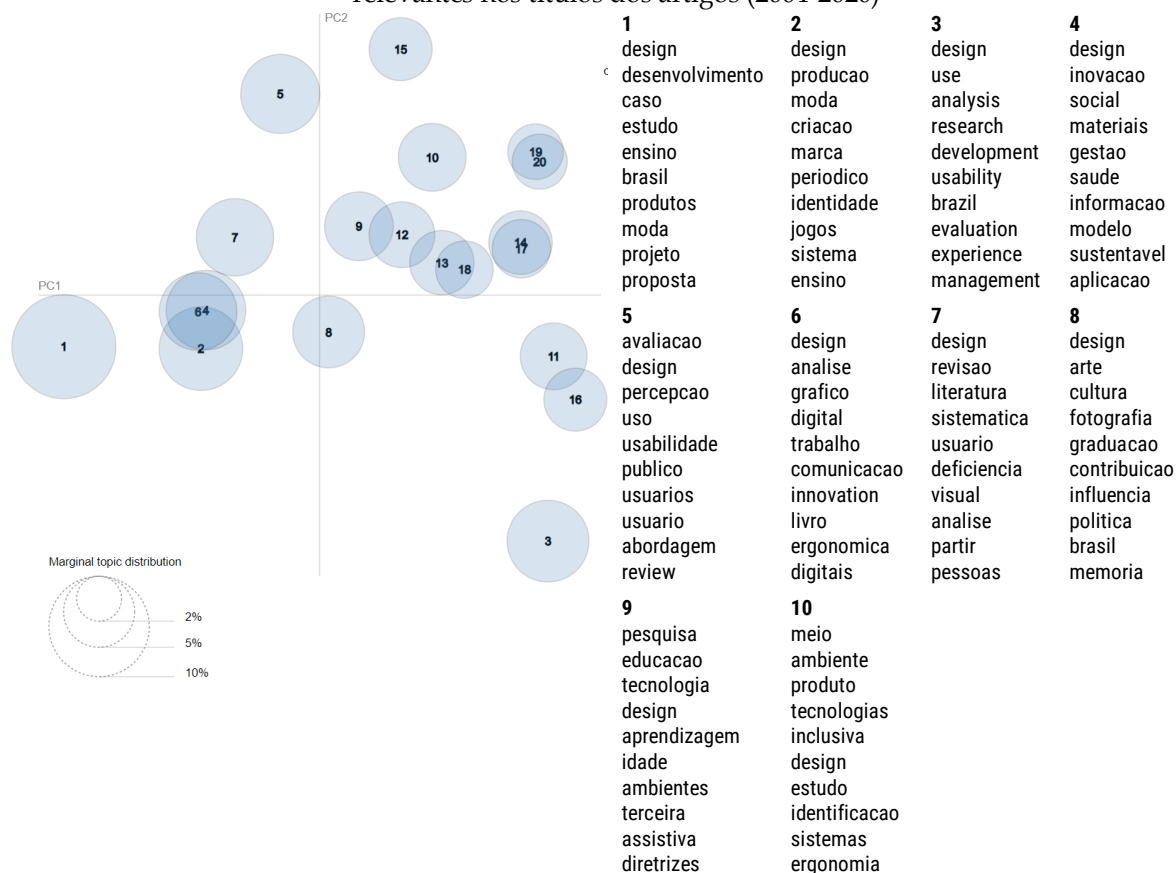 relevantes nos títulos dos artigos (2001-2020)
PC2
15
5
10
19
20
7
9
12
14
17
13
18
PC1
6
4
1
2
8
11
16
3
Marginal topic distribution
2%
5%
10%
1
design
desenvolvimento
caso
estudo
ensino
brasil
produtos
moda
projeto
proposta
2
design
producao
moda
criacao
marca
periodico
identidade
jogos
sistema
ensino
3
design
use
analysis
research
development
usability
brazil
evaluation
experience
management
4
design
inovacao
social
materiais
gestao
saude
informacao
modelo
sustentavel
aplicacao
5
avaliacao
design
percepcao
uso
usabilidade
publico
usuarios
usuario
abordagem
review
6
design
analise
grafico
digital
trabalho
comunicacao
innovation
livro
ergonomica
digitais
7
design
revisao
literatura
sistematica
usuario
deficiencia
visual
analise
partir
pessoas
8
design
arte
cultura
fotografia
graduacao
contribuicao
influencia
politica
brasil
memoria
9
pesquisa
educacao
tecnologia
design
aprendizagem
idade
ambientes
terceira
assistiva
diretrizes
10
meio
ambiente
produto
tecnologias
inclusiva
design
estudo
identificacao
sistemas
ergonomia